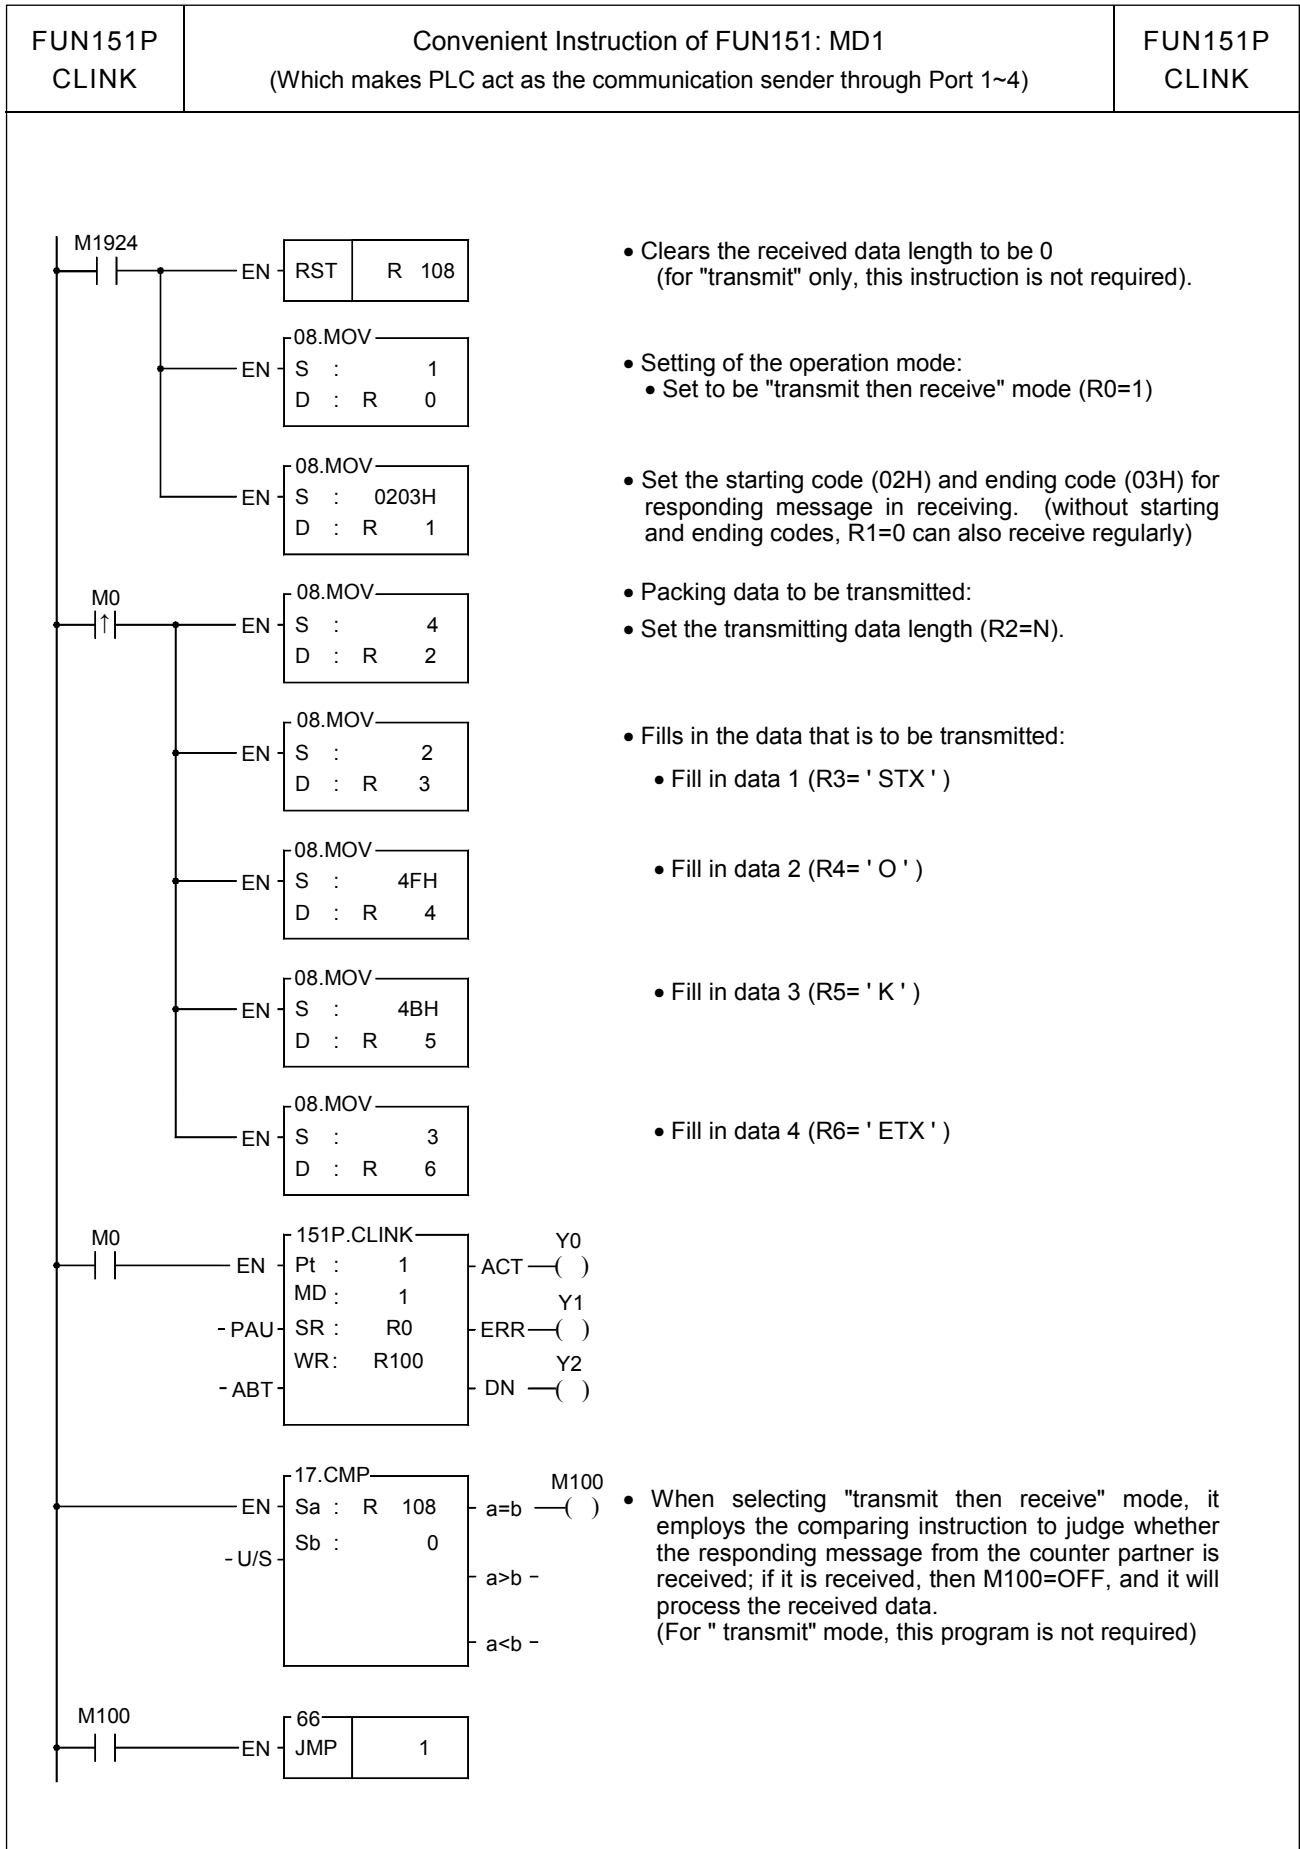 FUN151P
CLINK
Convenient Instruction of FUN151: MD1
(Which makes PLC act as the communication sender through Port 1~4)
FUN151P
CLINK
M1924
EN
RST R 108
• Clears the received data length to be 0
(for "transmit" only, this instruction is not required).
08.MOV
EN
S : 1
D : R 0
• Setting of the operation mode:
• Set to be "transmit then receive" mode (R0=1)
08.MOV
EN
S : 0203H
D : R 1
• Set the starting code (02H) and ending code (03H) for
responding message in receiving. (without starting
and ending codes, R1=0 can also receive regularly)
M0
↑
08.MOV
EN
S : 4
D : R 2
• Packing data to be transmitted:
• Set the transmitting data length (R2=N).
08.MOV
EN
S : 2
D : R 3
• Fills in the data that is to be transmitted:
• Fill in data 1 (R3= ' STX ' )
08.MOV
EN
S : 4FH
D : R 4
• Fill in data 2 (R4= ' O ' )
08.MOV
EN
S : 4BH
D : R 5
• Fill in data 3 (R5= ' K ' )
08.MOV
EN
S : 3
D : R 6
• Fill in data 4 (R6= ' ETX ' )
M0
151P.CLINK
EN
Pt : 1
ACT
Y0
( )
MD : 1
PAU
SR : R0
ERR
Y1
( )
WR : R100
ABT
DN
Y2
( )
17.CMP
EN
Sa : R 108
a=b
M100
( )
U/S
Sb : 0
a>b
a<b
• When selecting "transmit then receive" mode, it
employs the comparing instruction to judge whether
the responding message from the counter partner is
received; if it is received, then M100=OFF, and it will
process the received data.
(For " transmit" mode, this program is not required)
M100
66
EN
JMP 1